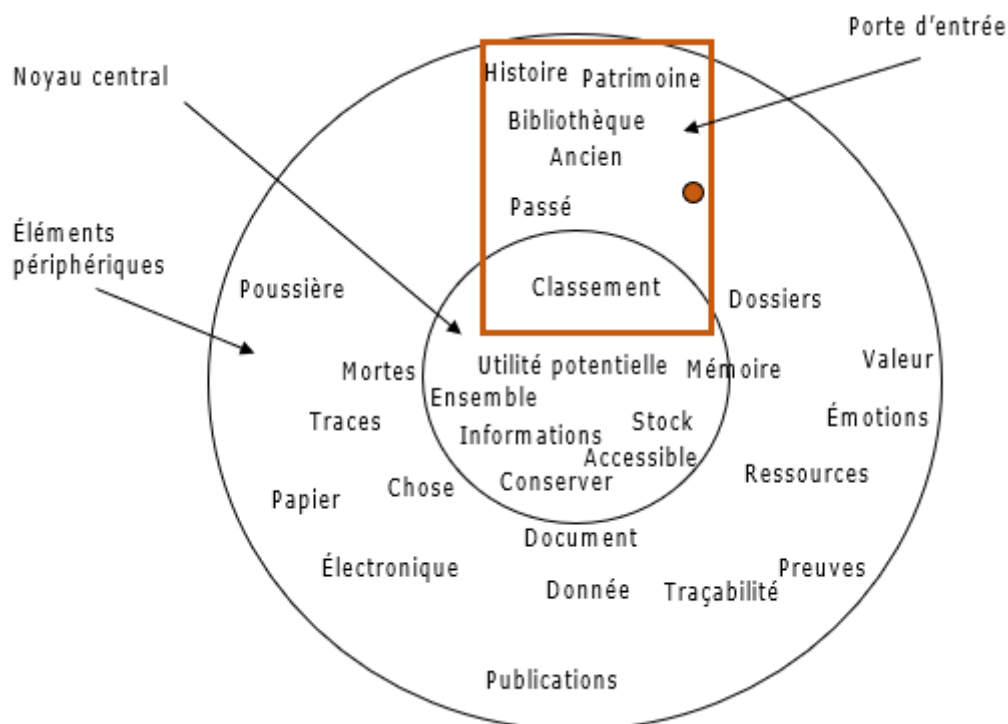 Porte d'entrée
Noyau central
Histoire
Patrimoine
Bibliothèque
Ancien
Passé
Éléments
périphériques
Poussière
Classement
Dossiers
Mortes
Utilité potentielle
Mémoire
Valeur
Ensemble
Traces
Informations
Stock
Émotions
Accessible
Papier
Chose
Conserver
Ressources
Électronique
Document
Donnée
Traçabilité
Preuves
Publications